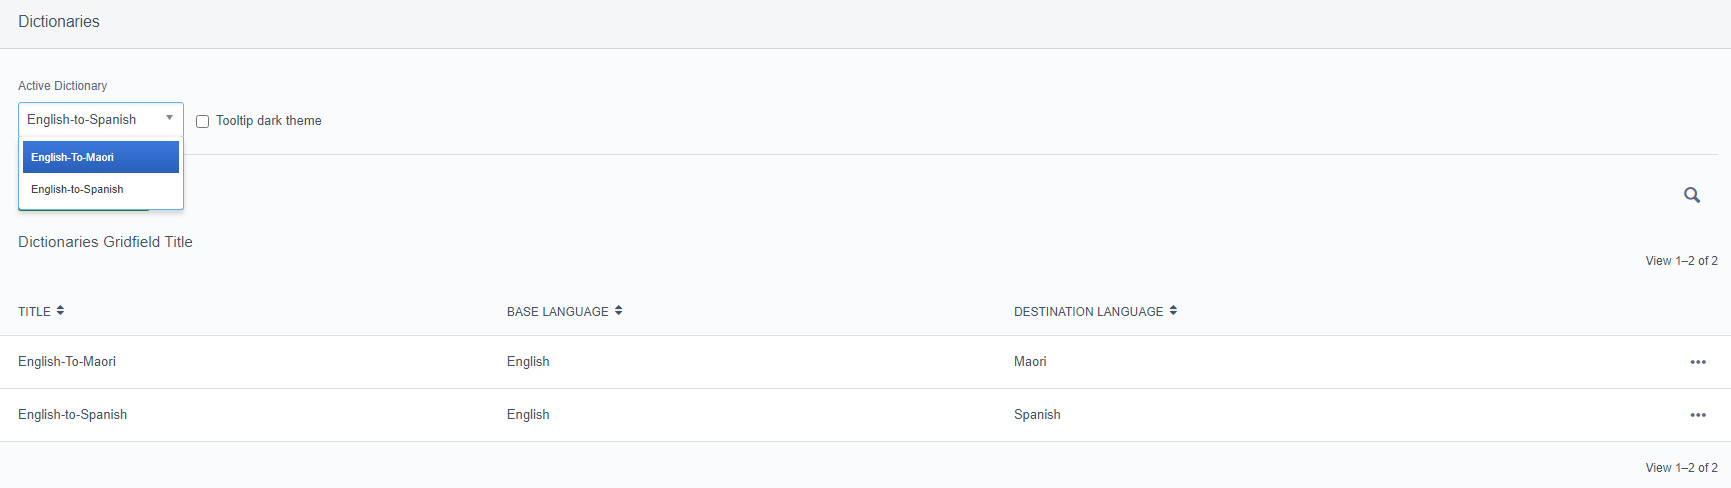 Dictionaries
Active Dictionary
English-to-Spanish
Tooltip dark theme
English-To-Maori
English-to-Spanish
Dictionaries Gridfield Title
View 1–2 of 2
TITLE BASE LANGUAGE DESTINATION LANGUAGE
English-To-Maori English Maori
English-to-Spanish English Spanish
View 1–2 of 2